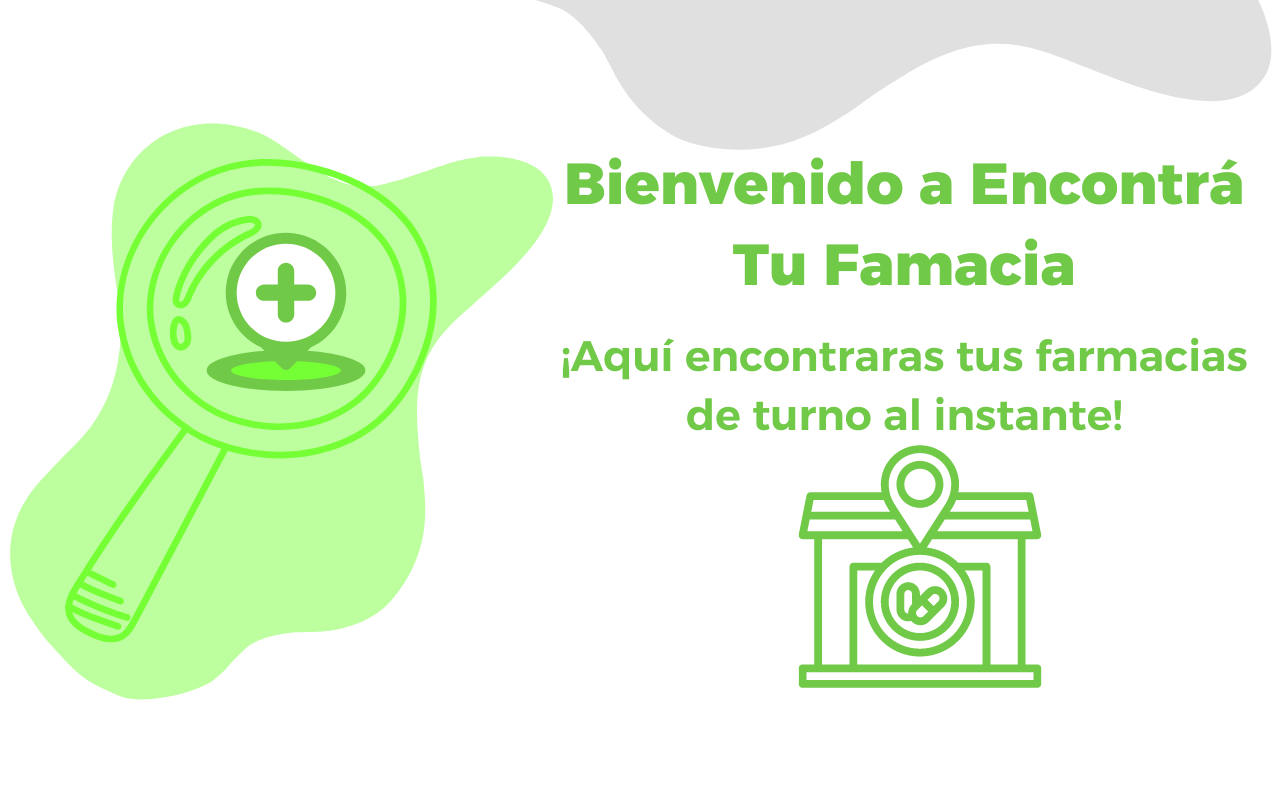 Bienvenido a Encontrá
Tu Famacia
¡Aquí encontraras tus farmacias
de turno al instante!